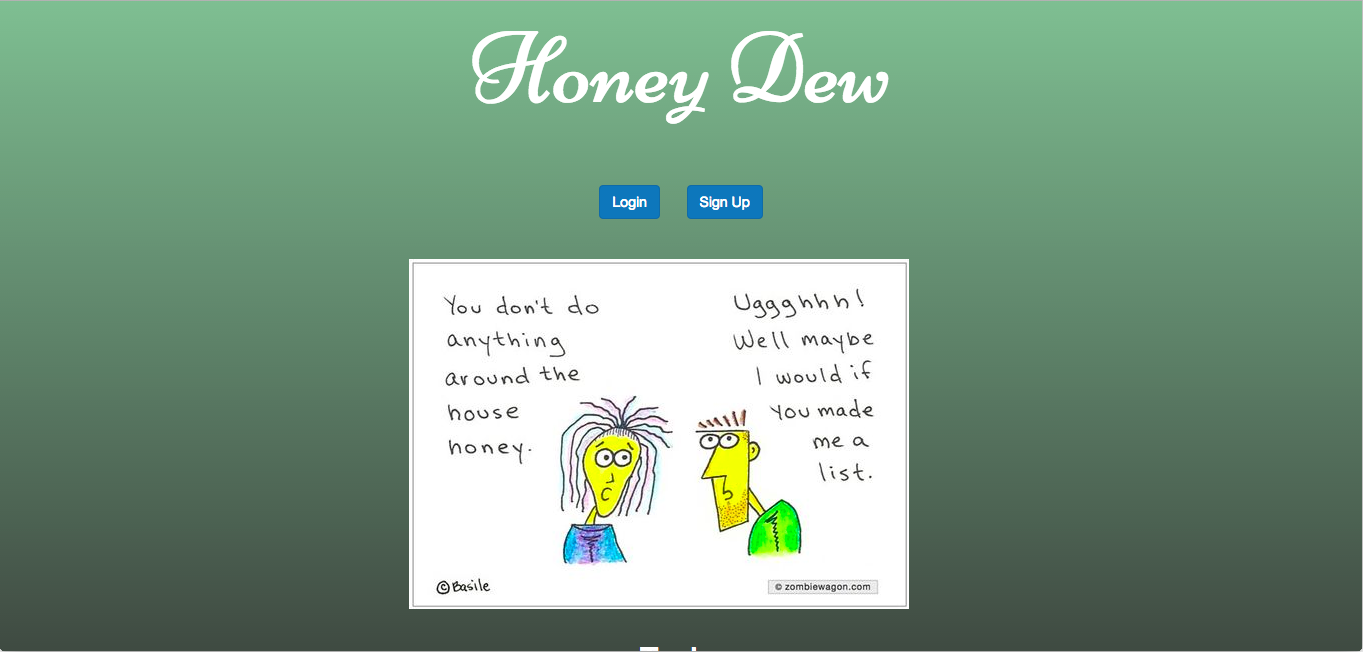 Honey Dew
Login
Sign Up
You don't do
anything
around the
house
honey.
Uggghhh!
Well maybe
I would if
you made
me a
list.
© Basile
© zombiewagon.com